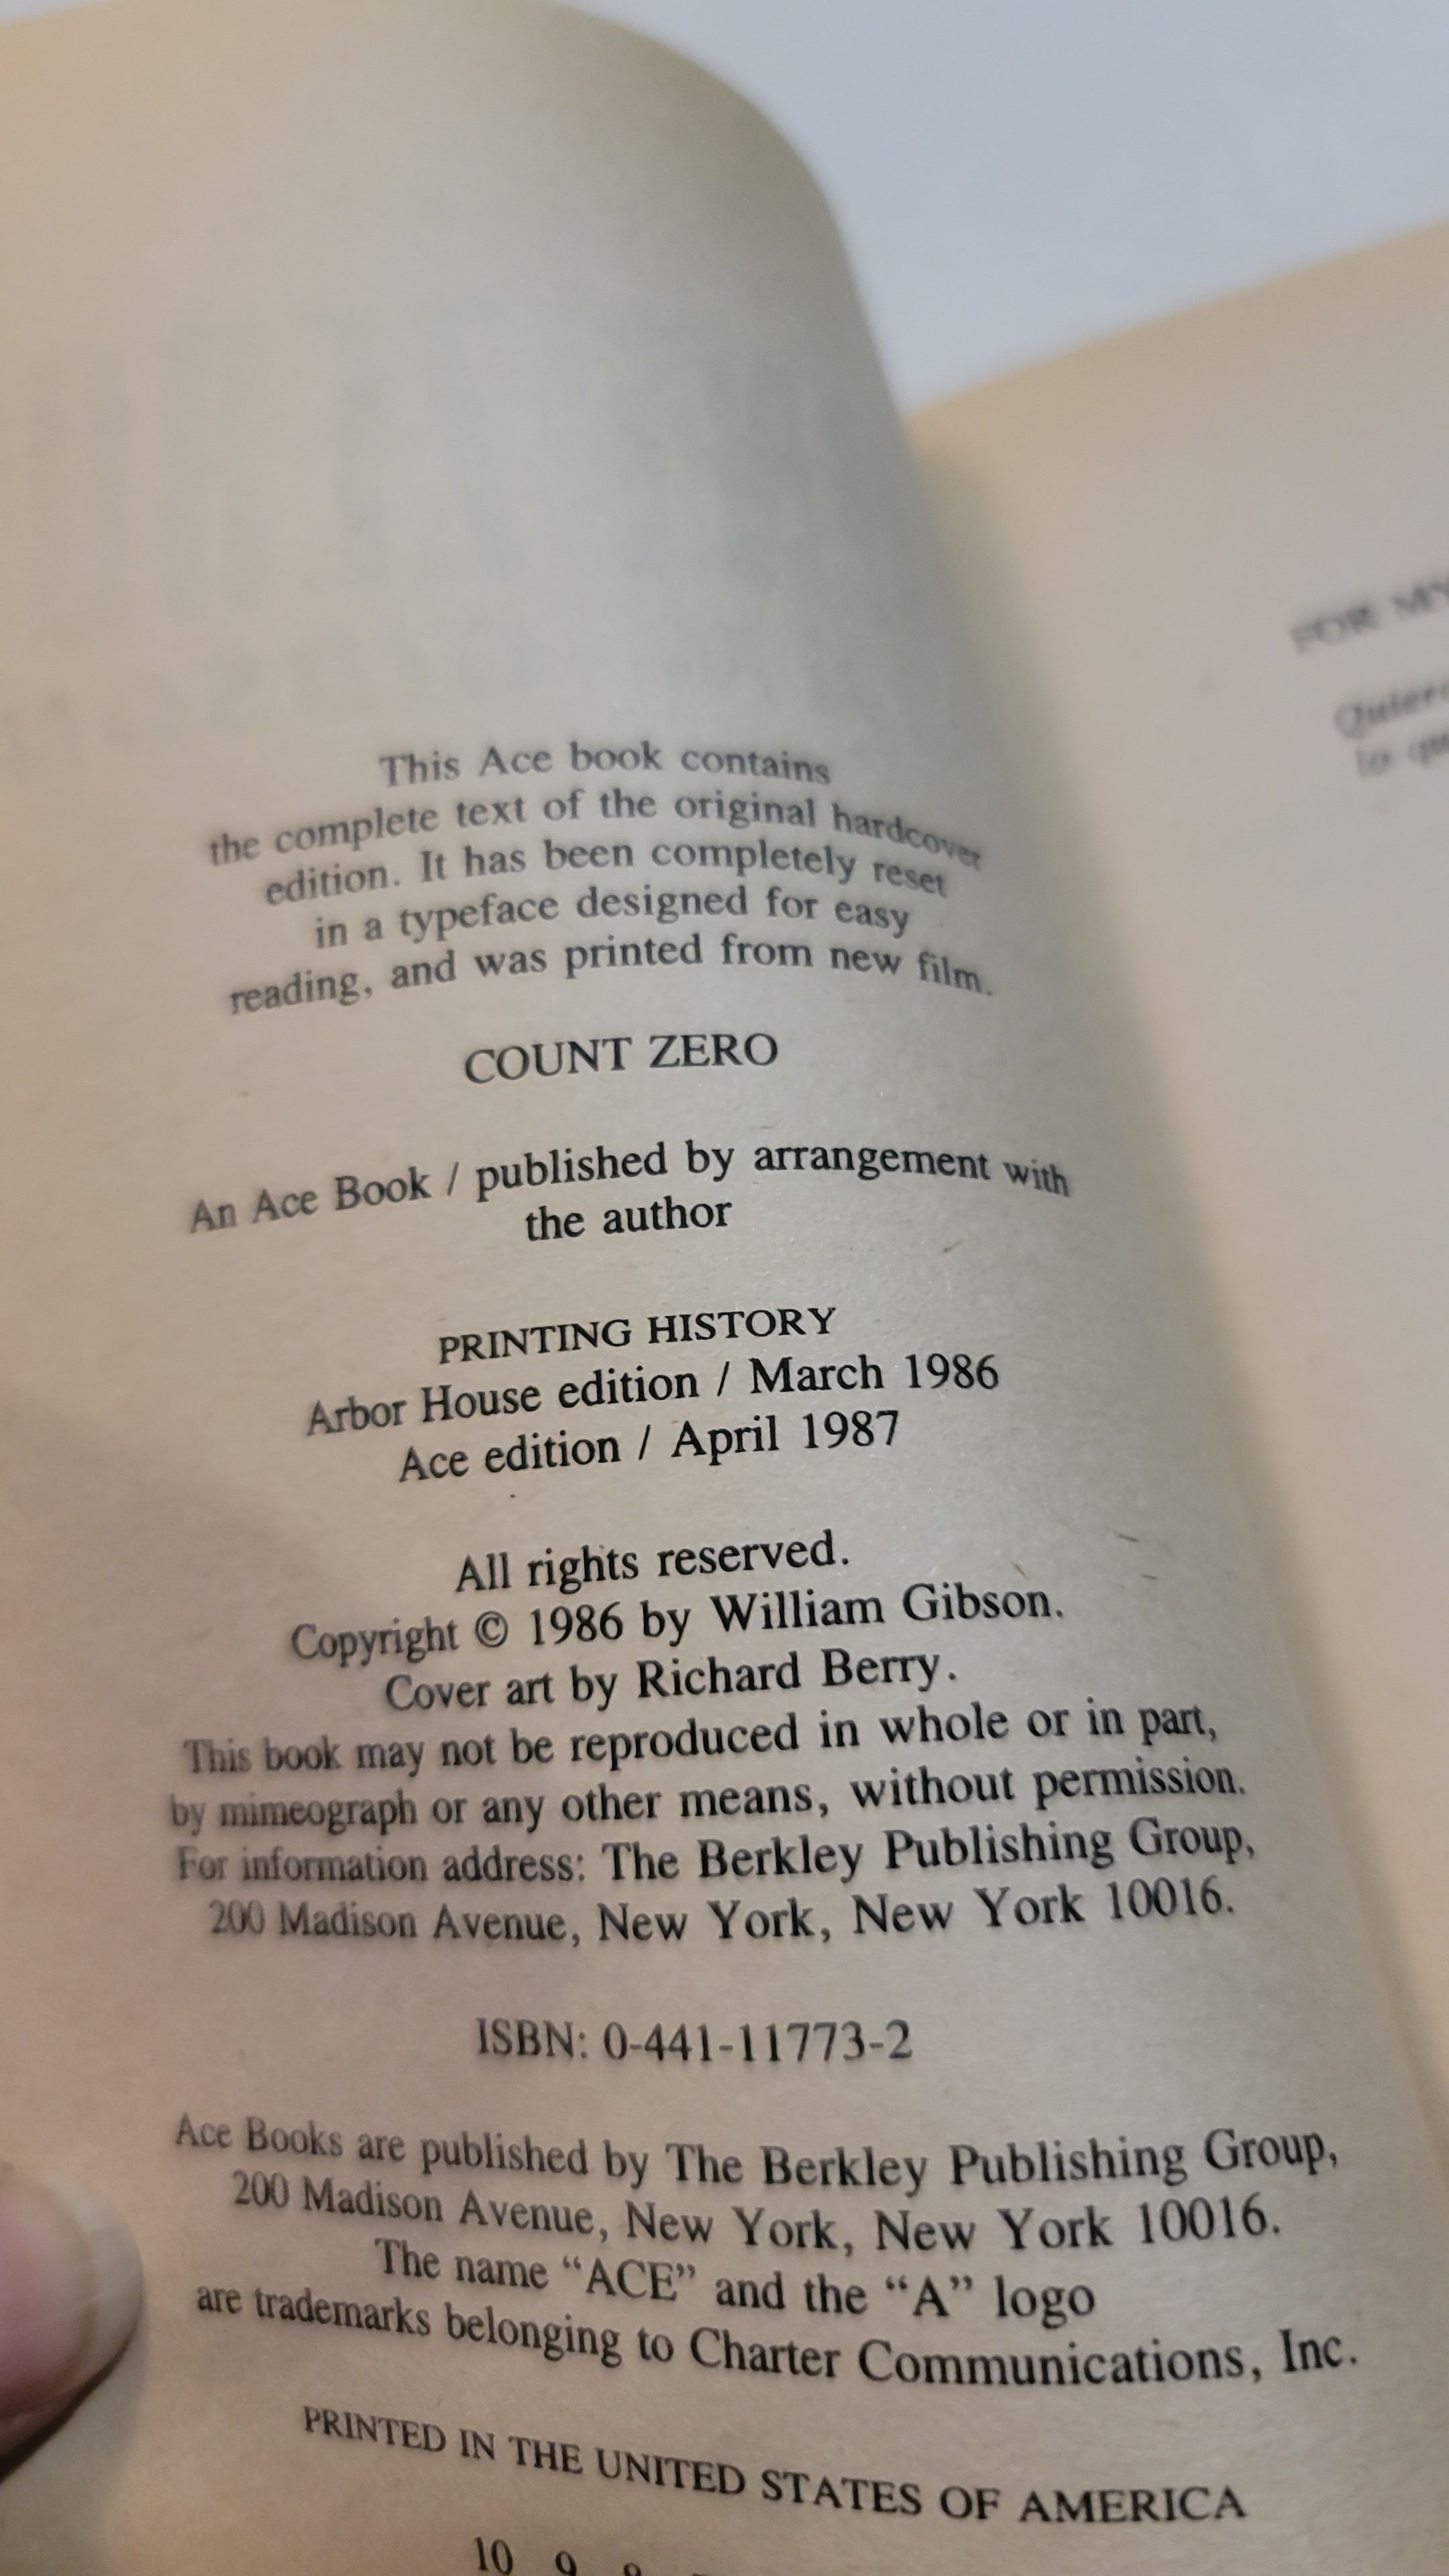 This Ace book contains
the complete text of the original hardcover
edition. It has been completely reset
in a typeface designed for easy
reading, and was printed from new film.
COUNT ZERO
An Ace Book / published by arrangement with
the author
PRINTING HISTORY
Arbor House edition / March 1986
Ace edition / April 1987
All rights reserved.
Copyright © 1986 by William Gibson.
Cover art by Richard Berry.
This book may not be reproduced in whole or in part,
by mimeograph or any other means, without permission.
For information address: The Berkley Publishing Group,
200 Madison Avenue, New York, New York 10016.
ISBN: 0-441-11773-2
Ace Books are published by The Berkley Publishing Group,
200 Madison Avenue, New York, New York 10016.
The name “ACE” and the “A” logo
are trademarks belonging to Charter Communications, Inc.
PRINTED IN THE UNITED STATES OF AMERICA
10 9 8
FOR MY
lo